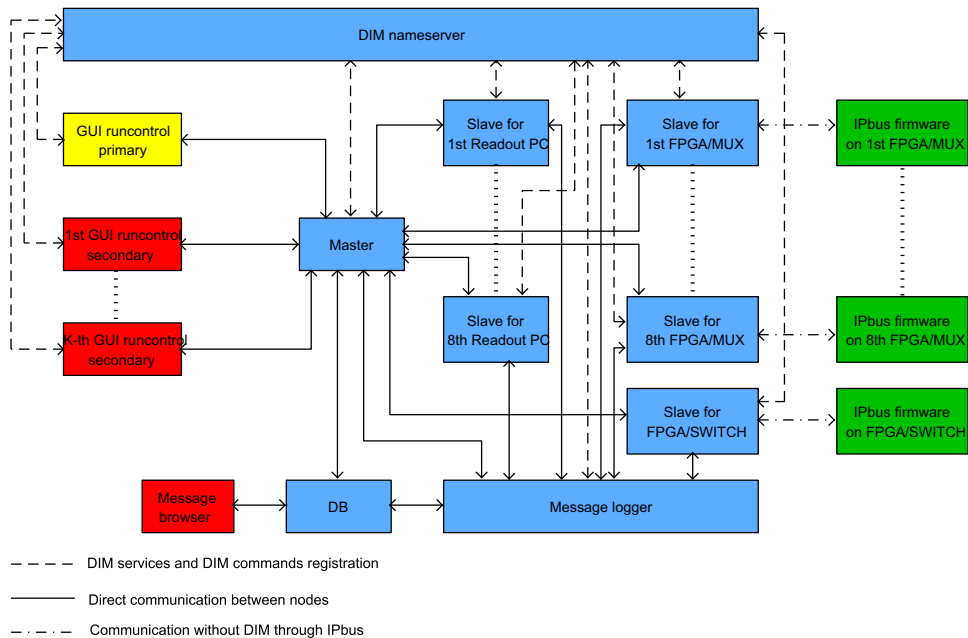 DIM nameserver
GUI runcontrol
primary
Slave for
1st Readout PC
Slave for
1st FPGA/MUX
IPbus firmware
on 1st FPGA/MUX
1st GUI runcontrol
secondary
Master
K-th GUI runcontrol
secondary
Slave for
8th Readout PC
Slave for
8th FPGA/MUX
IPbus firmware
on 8th FPGA/MUX
Slave for
FPGA/SWITCH
IPbus firmware
on FPGA/SWITCH
Message
browser
DB
Message logger
DIM services and DIM commands registration
Direct communication between nodes
Communication without DIM through IPbus